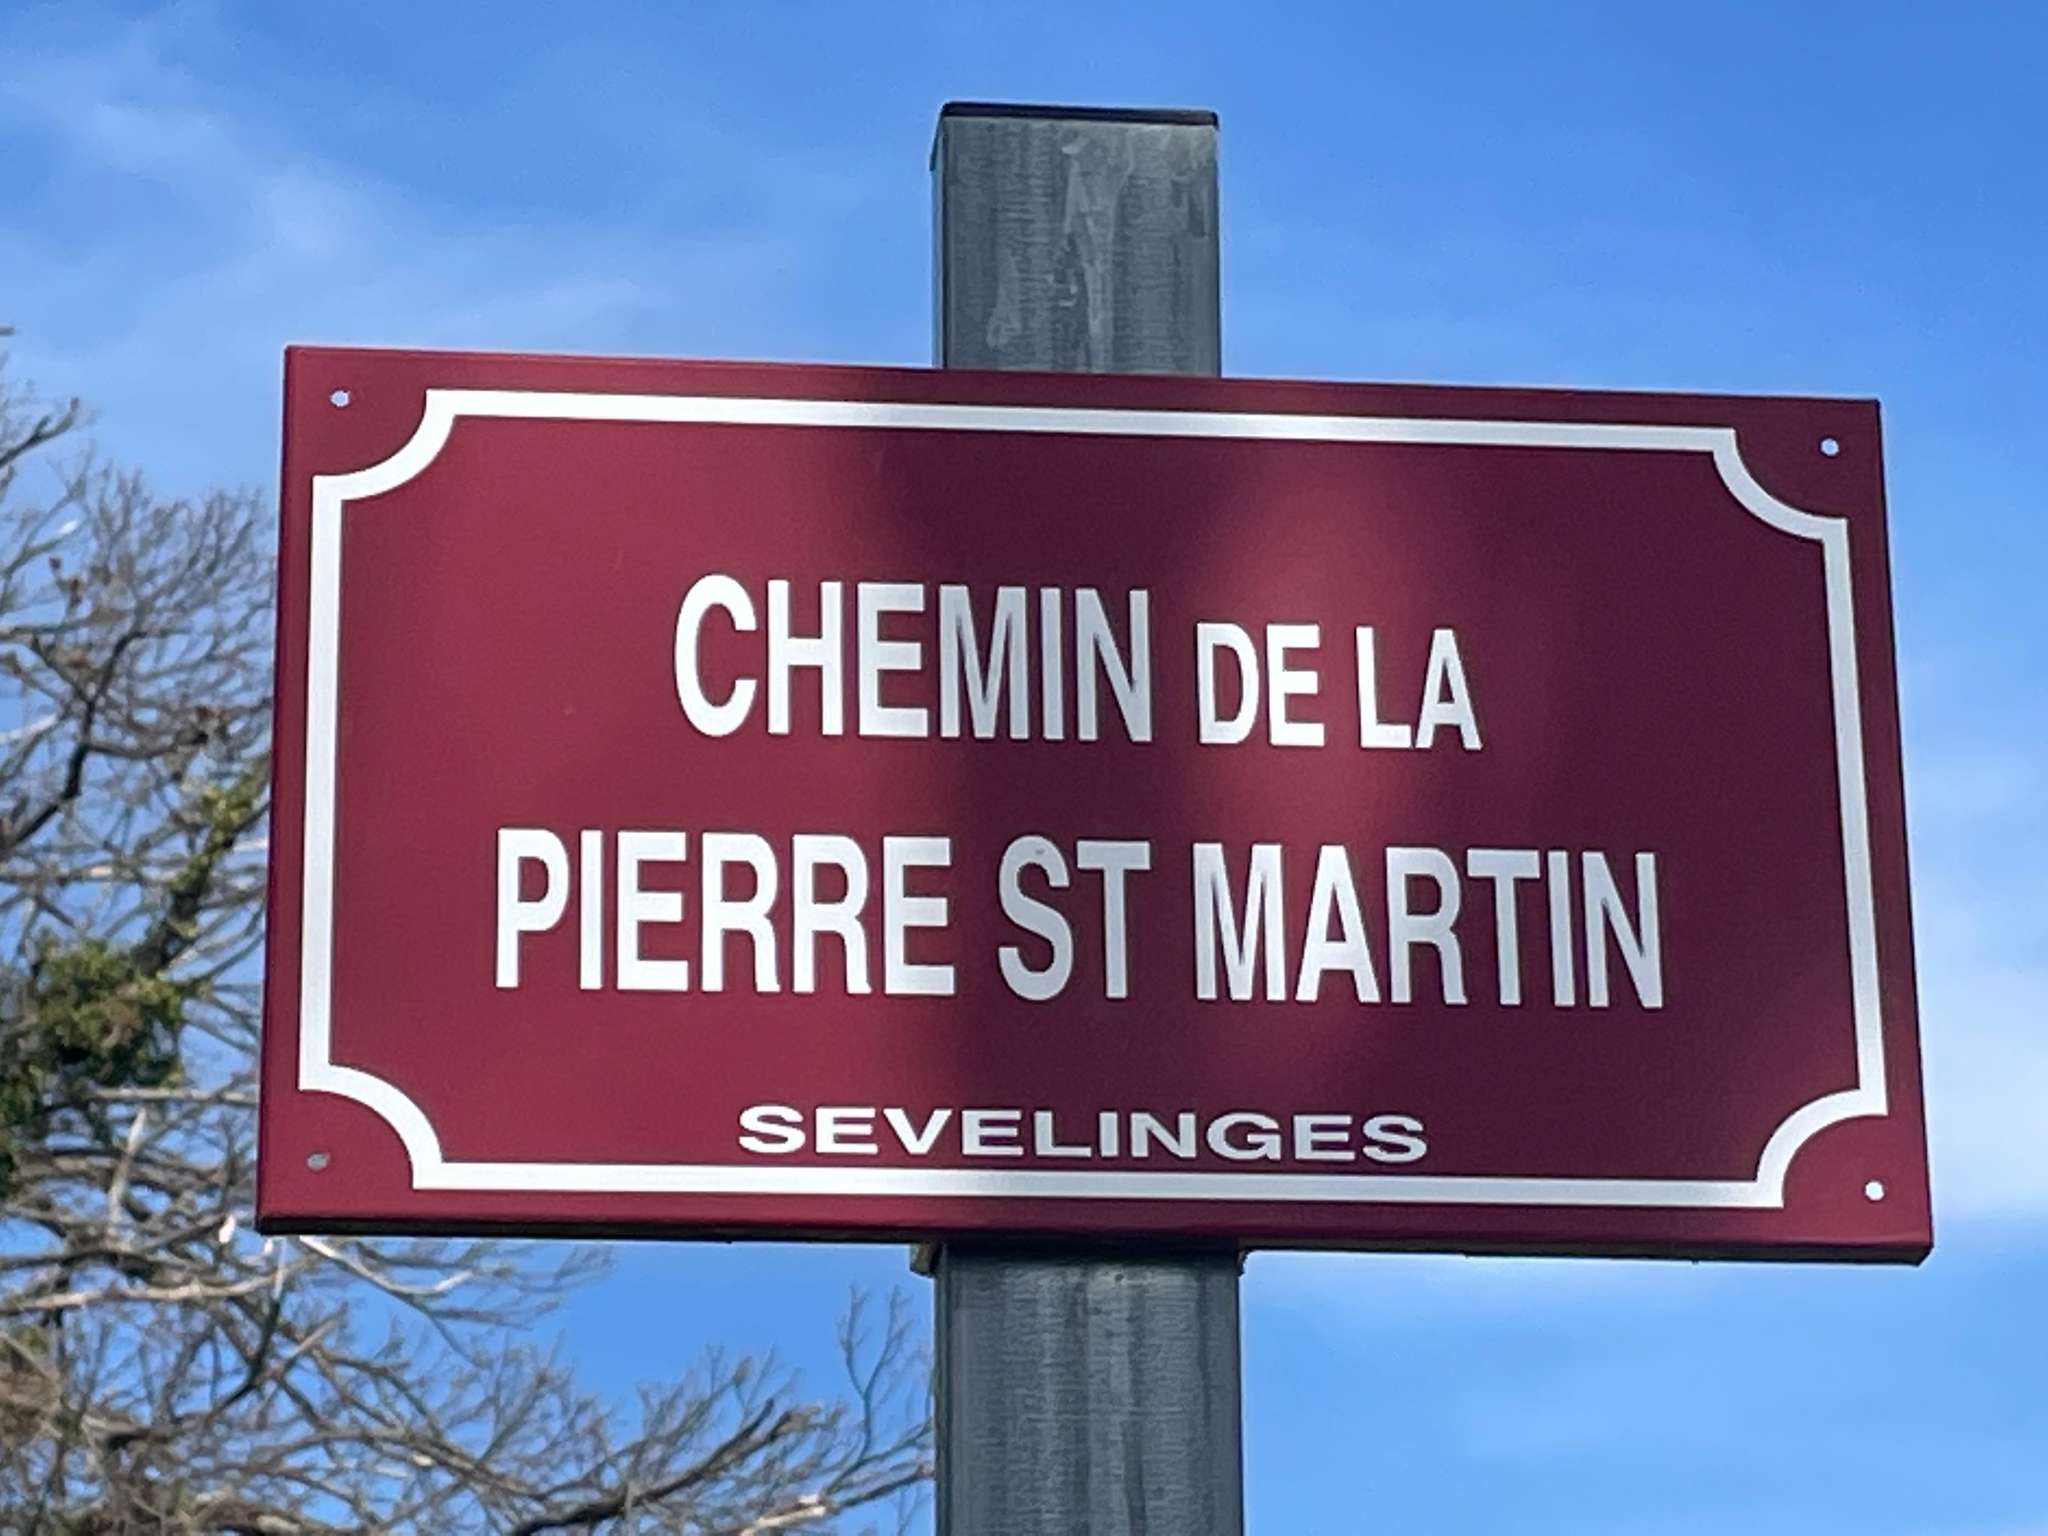 CHEMIN DE LA
PIERRE ST MARTIN
SEVELINGES